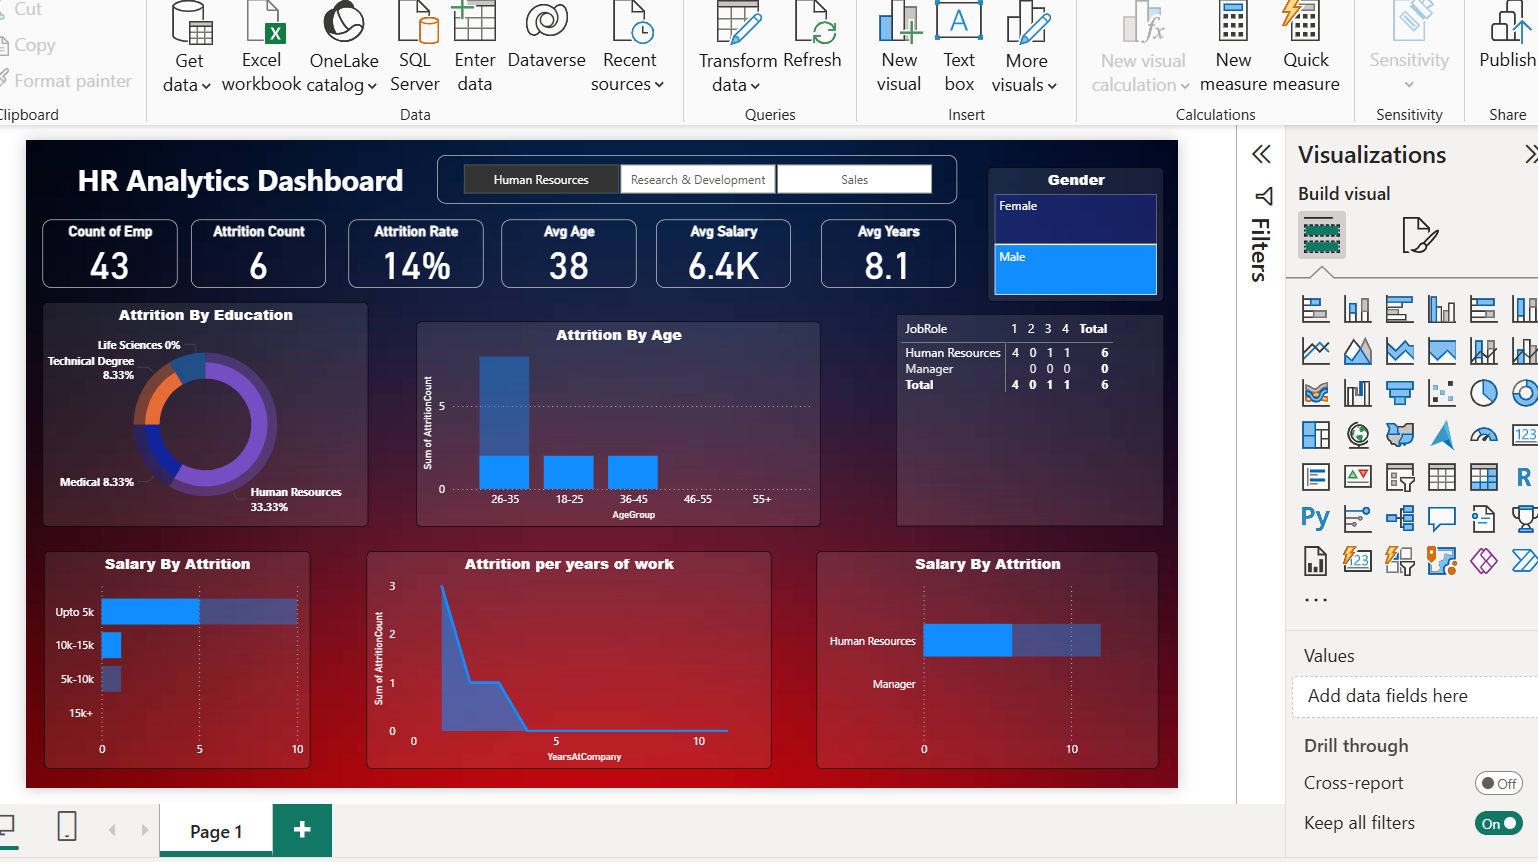 Cut
Copy
Format painter
Clipboard
Get data
Excel workbook
OneLake catalog
SQL Server
Enter data
Dataverse
Recent sources
Data
Transform data
Refresh
Queries
New visual
Text box
More visuals
Insert
New visual calculation
New measure
Quick measure
Calculations
Sensitivity
Sensitivity
Publish
Share
HR Analytics Dashboard
Human Resources
Research & Development
Sales
Gender
Female
Male
Count of Emp
43
Attrition Count
6
Attrition Rate
14%
Avg Age
38
Avg Salary
6.4K
Avg Years
8.1
Attrition By Education
Life Sciences 0%
Technical Degree
8.33%
Medical 8.33%
Human Resources
33.33%
Attrition By Age
Sum of AttritionCount
5
0
26-35 18-25 36-45 46-55 55+
AgeGroup
JobRole 1 2 3 4 Total
Human Resources 4 0 1 1 6
Manager 0 0 0 0
Total 4 0 1 1 6
Salary By Attrition
Upto 5k
10k-15k
5k-10k
15k+
0 5 10
Attrition per years of work
Sum of AttritionCount
3
2
1
0
0 5 10
YearsAtCompany
Salary By Attrition
Human Resources
Manager
0 10
Page 1
Filters
Visualizations
Build visual
123
R
Py
123
Values
Add data fields here
Drill through
Cross-report
Off
Keep all filters
On